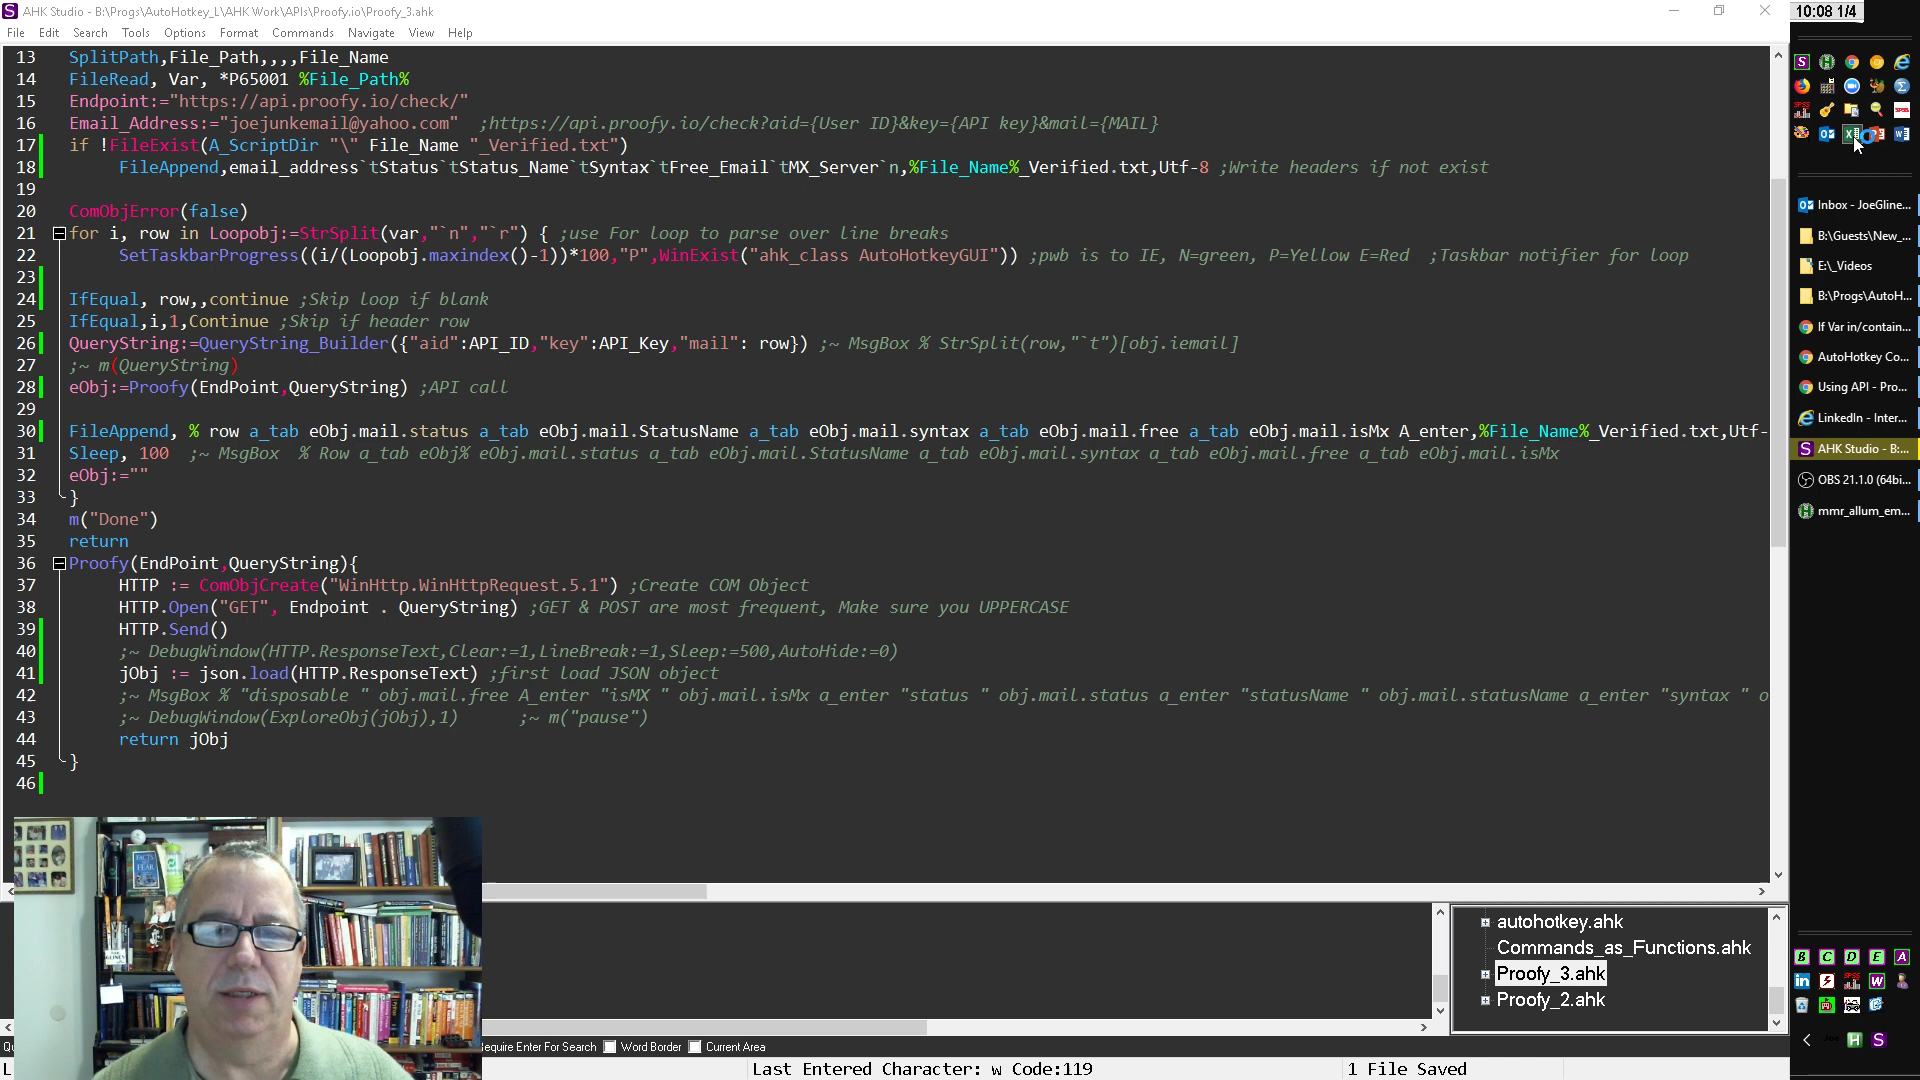 AHK Studio - B:\Progs\AutoHotkey_L\AHK Work\APIs\Proofy.io\Proofy_3.ahk
10:08 1/4
File Edit Search Tools Options Format Commands Navigate View Help
13 SplitPath,File_Path,,,,File_Name
14 FileRead, Var, *P65001 %File_Path%
15 Endpoint:="https://api.proofy.io/check/"
16 Email_Address:="joejunkemail@yahoo.com" ;https://api.proofy.io/check?aid={User ID}&key={API key}&mail={MAIL}
17 if !FileExist(A_ScriptDir "\" File_Name "_Verified.txt")
18 FileAppend,email_address`tStatus`tStatus_Name`tSyntax`tFree_Email`tMX_Server`n,%File_Name%_Verified.txt,Utf-8 ;Write headers if not exist
19
20 ComObjError(false)
21 for i, row in Loopobj:=StrSplit(var,"`n","`r") { ;use For loop to parse over line breaks
22 SetTaskbarProgress((i/(Loopobj.maxindex()-1))*100,"P",WinExist("ahk_class AutoHotkeyGUI")) ;pwb is to IE, N=green, P=Yellow E=Red ;Taskbar notifier for loop
23
24 IfEqual, row,,continue ;Skip loop if blank
25 IfEqual,i,1,Continue ;Skip if header row
26 QueryString:=QueryString_Builder({"aid":API_ID,"key":API_Key,"mail": row}) ;~ MsgBox % StrSplit(row,"`t")[obj.iemail]
27 ;~ m(QueryString)
28 eObj:=Proofy(EndPoint,QueryString) ;API call
29
30 FileAppend, % row a_tab eObj.mail.status a_tab eObj.mail.StatusName a_tab eObj.mail.syntax a_tab eObj.mail.free a_tab eObj.mail.isMx A_enter,%File_Name%_Verified.txt,Utf-
31 Sleep, 100 ;~ MsgBox % Row a_tab eObj% eObj.mail.status a_tab eObj.mail.StatusName a_tab eObj.mail.syntax a_tab eObj.mail.free a_tab eObj.mail.isMx
32 eObj:=""
33 }
34 m("Done")
35 return
36 Proofy(EndPoint,QueryString){
37 HTTP := ComObjCreate("WinHttp.WinHttpRequest.5.1") ;Create COM Object
38 HTTP.Open("GET", Endpoint . QueryString) ;GET & POST are most frequent, Make sure you UPPERCASE
39 HTTP.Send()
40 ;~ DebugWindow(HTTP.ResponseText,Clear:=1,LineBreak:=1,Sleep:=500,AutoHide:=0)
41 jObj := json.load(HTTP.ResponseText) ;first load JSON object
42 ;~ MsgBox % "disposable " obj.mail.free A_enter "isMX " obj.mail.isMx a_enter "status " obj.mail.status a_enter "statusName " obj.mail.statusName a_enter "syntax " o
43 ;~ DebugWindow(ExploreObj(jObj),1) ;~ m("pause")
44 return jObj
45 }
46
Inbox - JoeGline...
B:\Guests\New_...
E:\_Videos
B:\Progs\AutoH...
If Var in/contain...
AutoHotkey Co...
Using API - Pro...
LinkedIn - Inter...
AHK Studio - B:...
OBS 21.1.0 (64bi...
mmr_allum_em...
autohotkey.ahk
Commands_as_Functions.ahk
Proofy_3.ahk
Proofy_2.ahk
equire Enter For Search Word Border Current Area
L Last Entered Character: w Code:119 1 File Saved